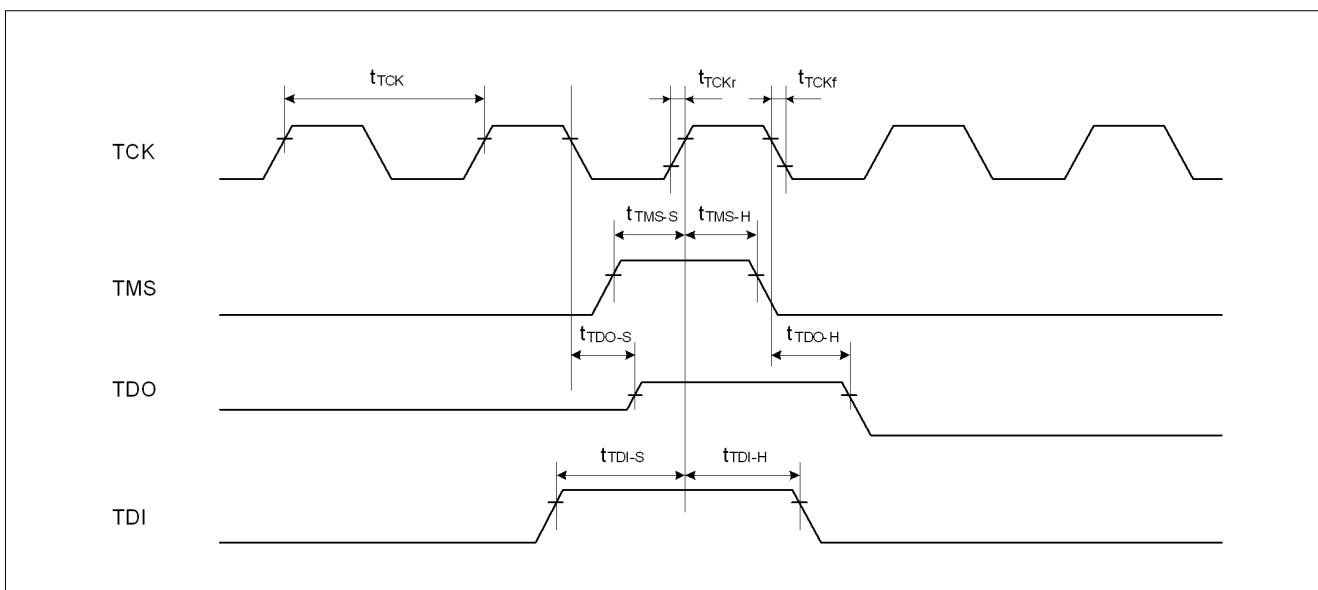 tTCK tTCKr tTCKf
TCK
tTMS-S tTMS-H
TMS
tTDO-S tTDO-H
TDO
tTDI-S tTDI-H
TDI